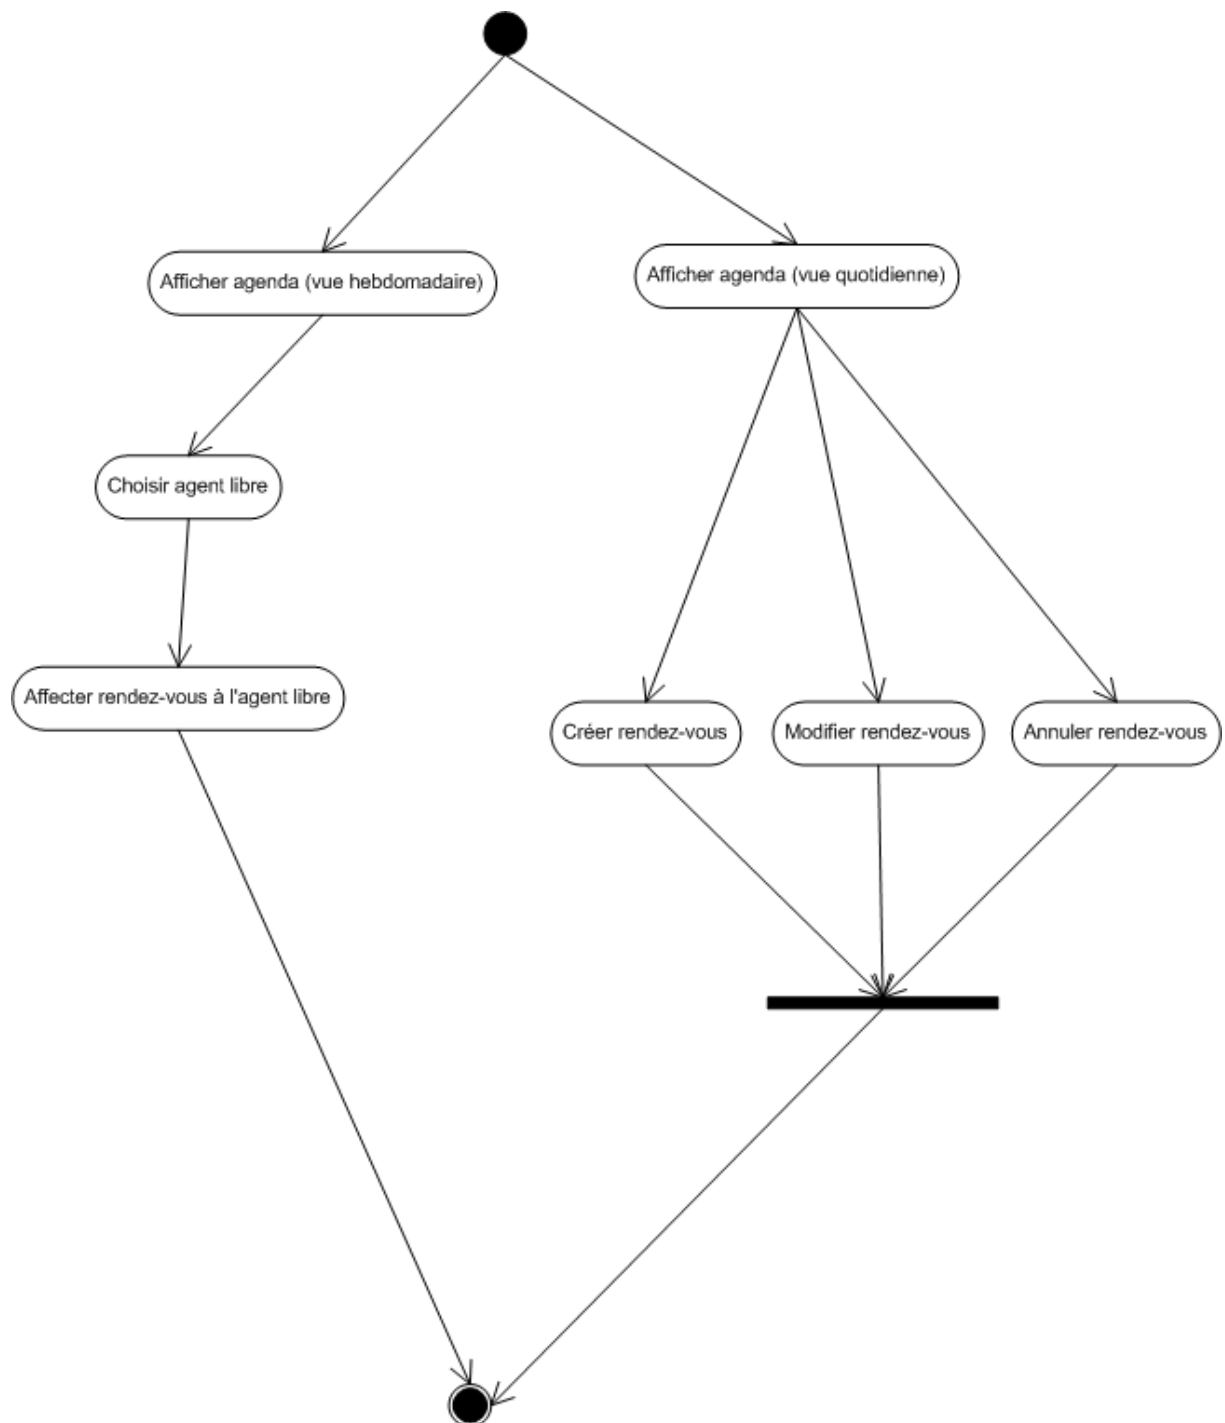 Afficher agenda (vue hebdomadaire)
Afficher agenda (vue quotidienne)
Choisir agent libre
Affecter rendez-vous à l'agent libre
Créer rendez-vous
Modifier rendez-vous
Annuler rendez-vous